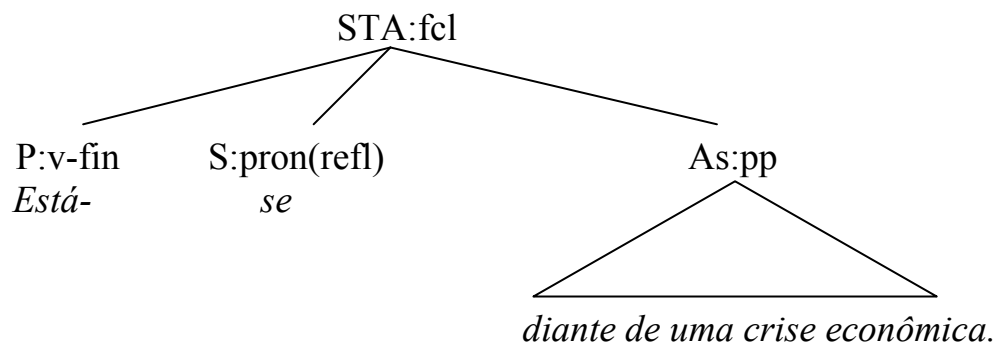 STA:fcl
P:v-fin S:pron(refl) As:pp
Está- se
diante de uma crise econômica.